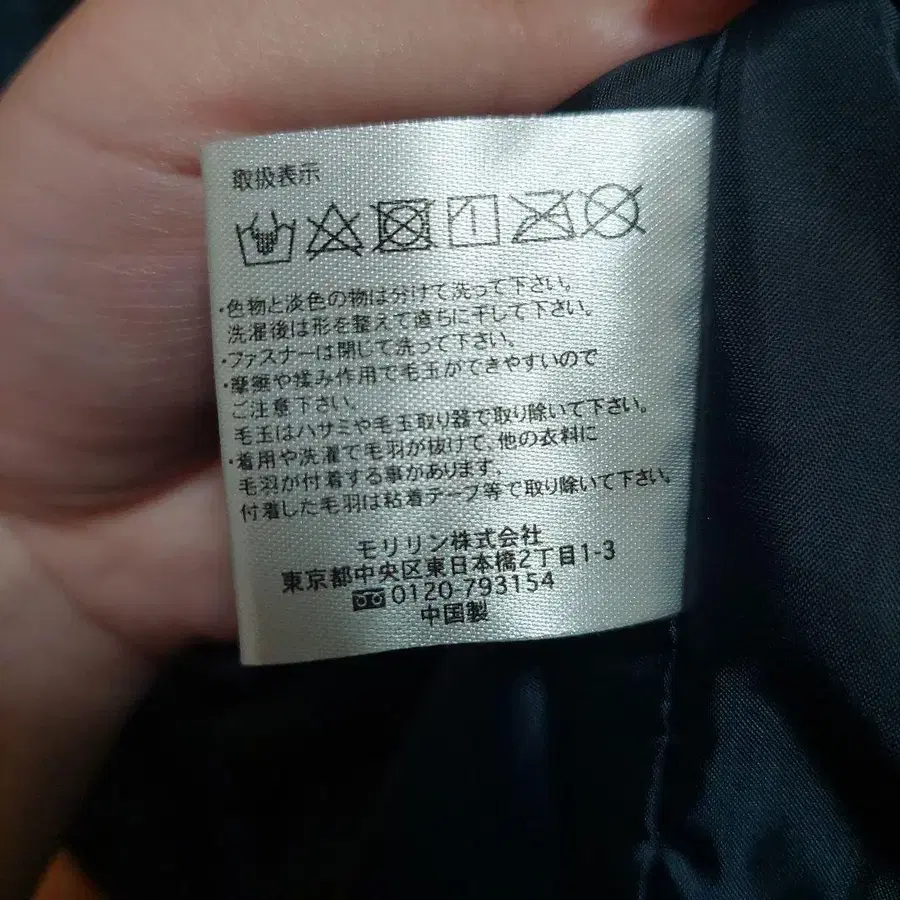 取扱表示
・色物と淡色の物は分けて洗って下さい。
洗濯後は形を整えて直ちに干して下さい。
・ファスナーは閉じて洗って下さい。
・摩擦や揉み作用で毛玉ができやすいので
ご注意下さい。
毛玉はハサミや毛玉取り器で取り除いて下さい。
・着用や洗濯で毛羽が抜けて、他の衣料に
毛羽が付着する事があります。
付着した毛羽は粘着テープ等で取り除いて下さい。
モリリン株式会社
東京都中央区東日本橋2丁目1-3
0120-793154
中国製